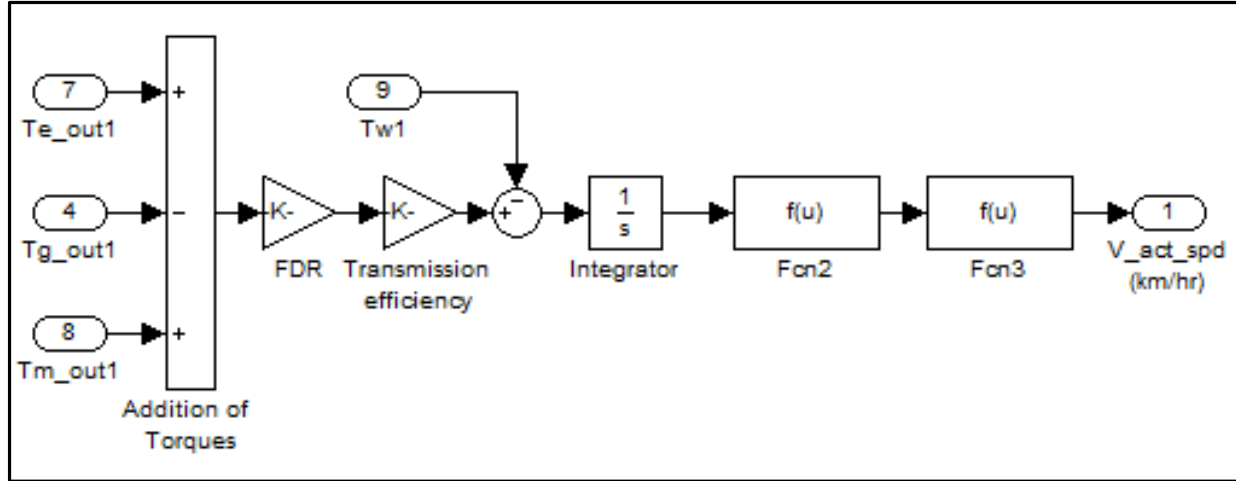 7
+
Te_out1
9
Tw1
4
−
Tg_out1
-K-
FDR
-K-
Transmission
efficiency
+
−
1
s
Integrator
f(u)
Fcn2
f(u)
Fcn3
1
V_act_spd
(km/hr)
8
+
Tm_out1
Addition of
Torques